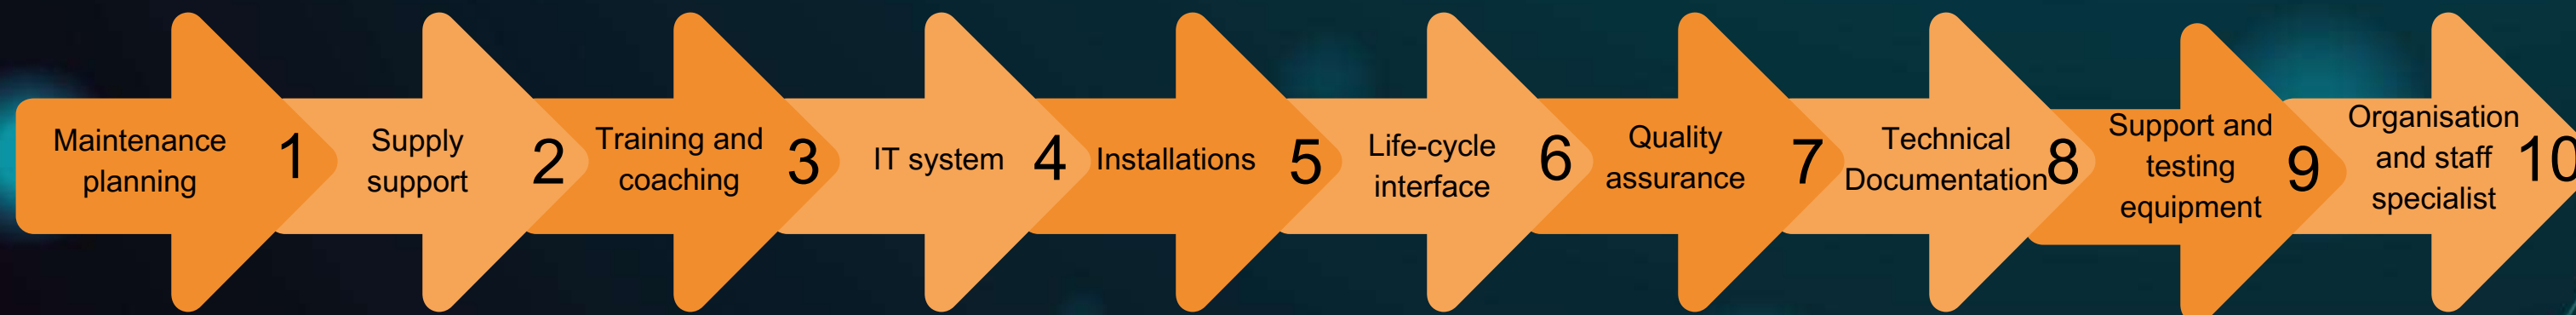 Maintenance
planning
1
Supply
support
2
Training and
coaching
3
IT system
4
Installations
5
Life-cycle
interface
6
Quality
assurance
7
Technical
Documentation
8
Support and
testing
equipment
9
Organisation
and staff
specialist
10